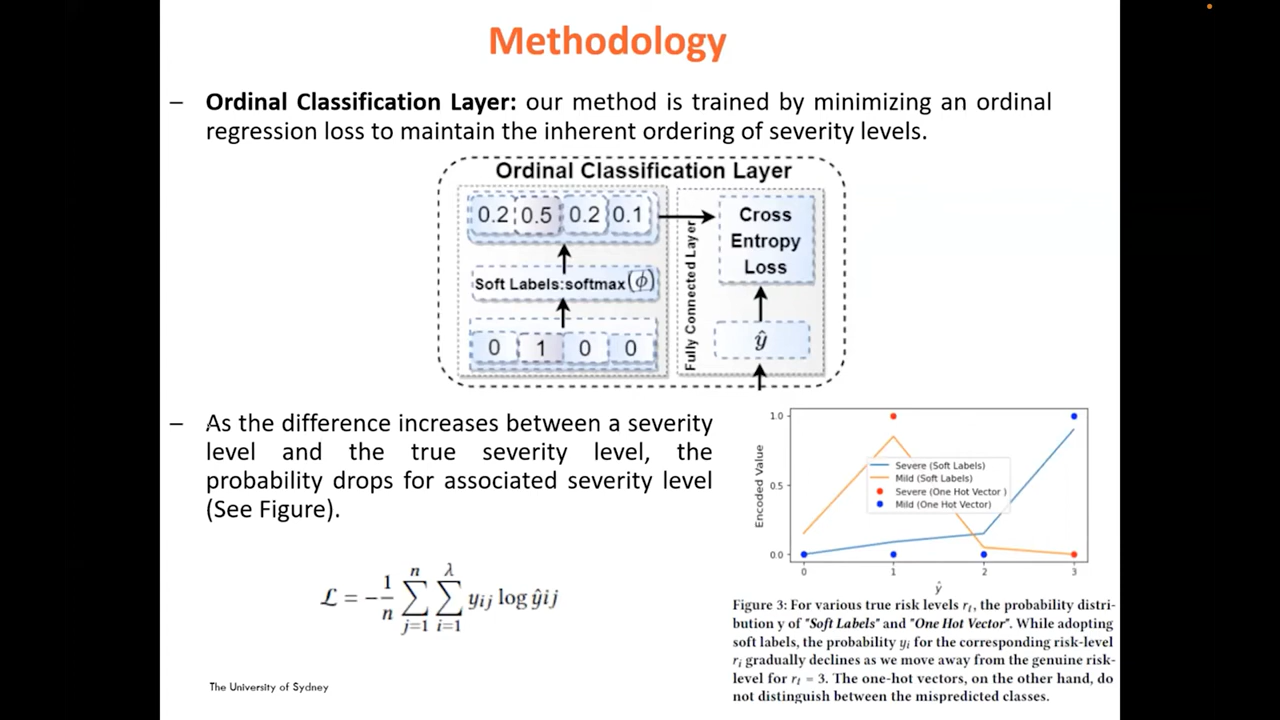 Methodology
– Ordinal Classification Layer: our method is trained by minimizing an ordinal
regression loss to maintain the inherent ordering of severity levels.
Ordinal Classification Layer
0.2 0.5 0.2 0.1
Soft Labels:softmax(ϕ)
0 1 0 0
Fully Connected Layer
Cross
Entropy
Loss
ŷ
– As the difference increases between a severity
level and the true severity level, the
probability drops for associated severity level
(See Figure).
ℒ = −1/n ∑_{j=1}^{n} ∑_{i=1}^{λ} y_{ij} log ŷij
1.0
0.5
0.0
Encoded Value
Severe (Soft Labels)
Mild (Soft Labels)
Severe (One Hot Vector )
Mild (One Hot Vector)
0 1 2 3
ŷ
Figure 3: For various true risk levels r_t, the probability distri-
bution y of "Soft Labels" and "One Hot Vector". While adopting
soft labels, the probability y_i for the corresponding risk-level
r_i gradually declines as we move away from the genuine risk-
level for r_t = 3. The one-hot vectors, on the other hand, do
not distinguish between the mispredicted classes.
The University of Sydney